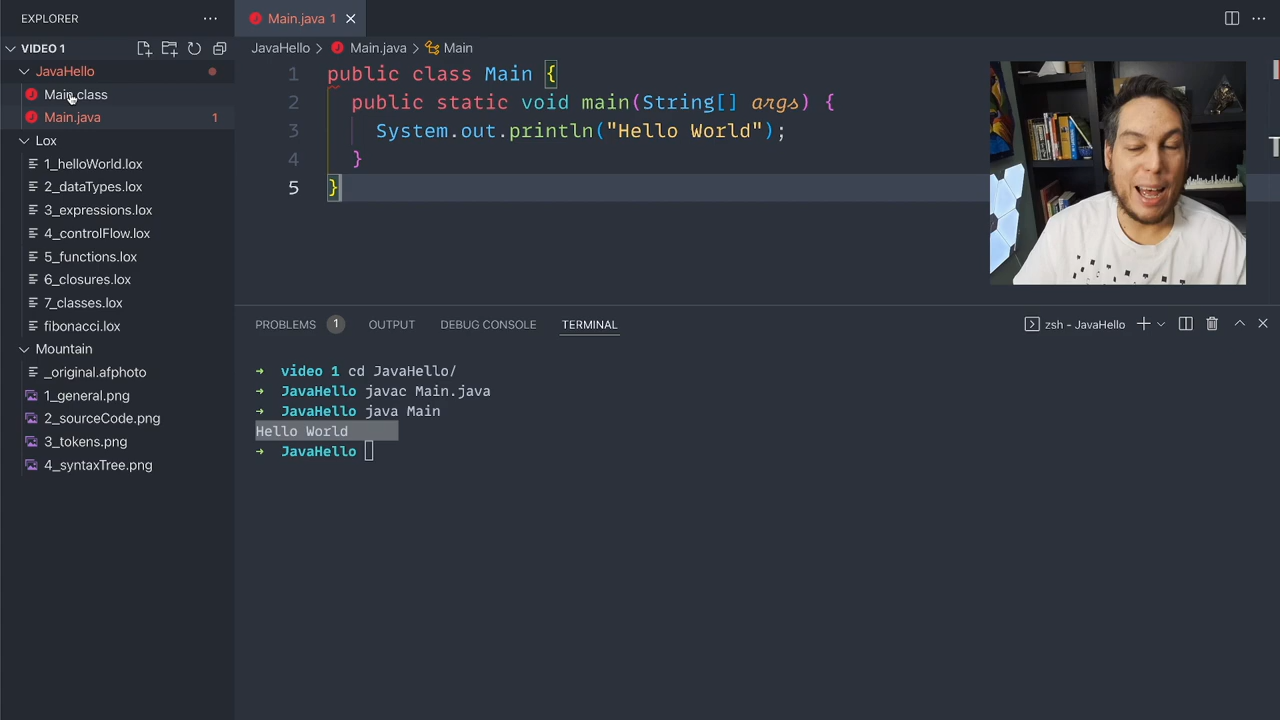 EXPLORER
VIDEO 1
JavaHello
Main.class
Main.java 1
Lox
1_helloWorld.lox
2_dataTypes.lox
3_expressions.lox
4_controlFlow.lox
5_functions.lox
6_closures.lox
7_classes.lox
fibonacci.lox
Mountain
_original.afphoto
1_general.png
2_sourceCode.png
3_tokens.png
4_syntaxTree.png
Main.java 1
JavaHello > Main.java > Main
1 public class Main {
2 public static void main(String[] args) {
3 System.out.println("Hello World");
4 }
5 }
PROBLEMS 1 OUTPUT DEBUG CONSOLE TERMINAL zsh - JavaHello
→ video 1 cd JavaHello/
→ JavaHello javac Main.java
→ JavaHello java Main
Hello World
→ JavaHello